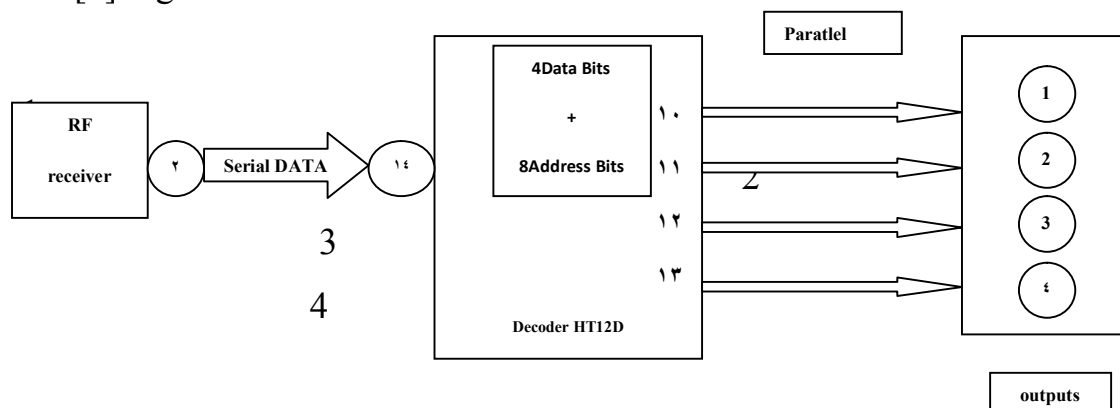 Paratlel
4Data Bits
+
8Address Bits
RF
receiver
٢
Serial DATA
١٤
١٠
١١
١٢
١٣
2
3
4
Decoder HT12D
1
2
3
٤
outputs